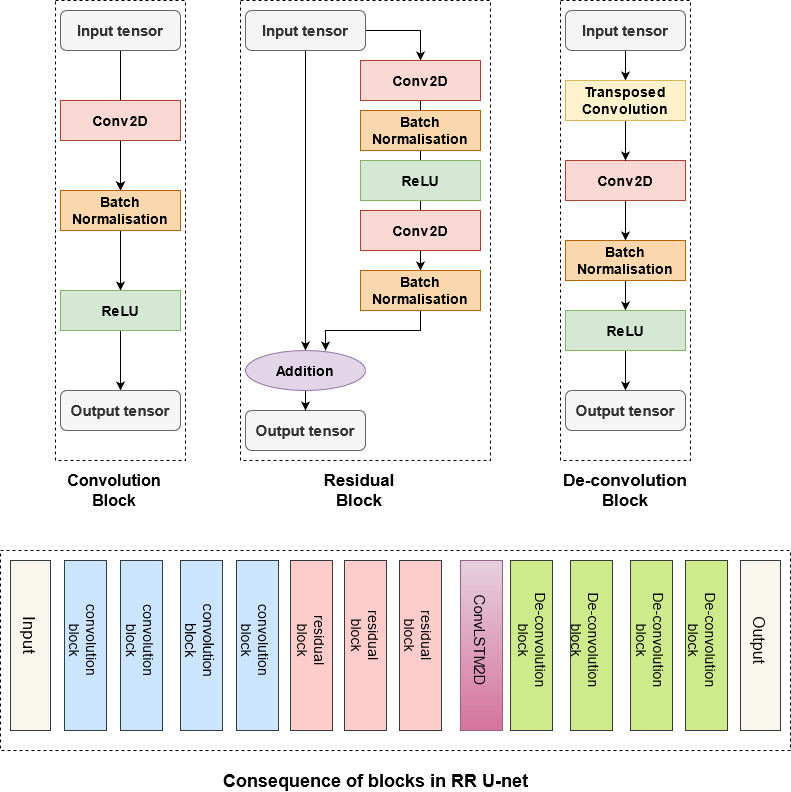 Input tensor
Conv2D
Batch
Normalisation
ReLU
Output tensor
Convolution
Block
Input tensor
Conv2D
Batch
Normalisation
ReLU
Conv2D
Batch
Normalisation
Addition
Output tensor
Residual
Block
Input tensor
Transposed
Convolution
Conv2D
Batch
Normalisation
ReLU
Output tensor
De-convolution
Block
Input
convolution
block
convolution
block
convolution
block
convolution
block
residual
block
residual
block
residual
block
ConvLSTM2D
De-convolution
block
De-convolution
block
De-convolution
block
De-convolution
block
Output
Consequence of blocks in RR U-net